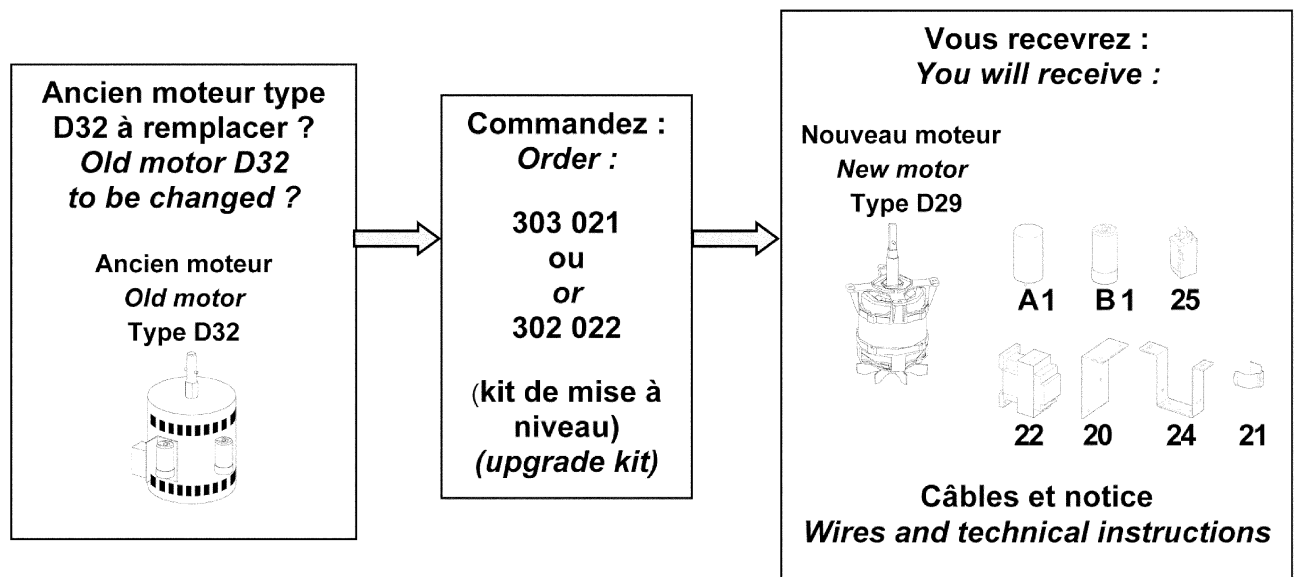 Ancien moteur type
D32 à remplacer ?
Old motor D32
to be changed ?
Ancien moteur
Old motor
Type D32
Commandez :
Order :
303 021
ou
or
302 022
(kit de mise à
niveau)
(upgrade kit)
Vous recevrez :
You will receive :
Nouveau moteur
New motor
Type D29
A1 B1 25
22 20 24 21
Câbles et notice
Wires and technical instructions